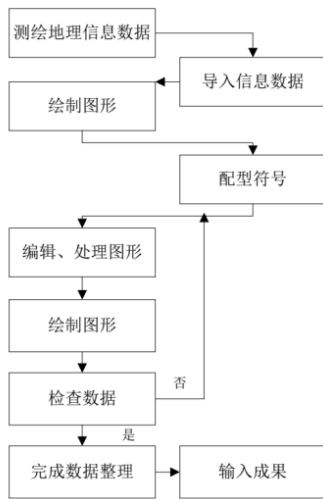 测绘地理信息数据
导入信息数据
绘制图形
配型符号
编辑、处理图形
绘制图形
否
检查数据
是
完成数据整理
输入成果